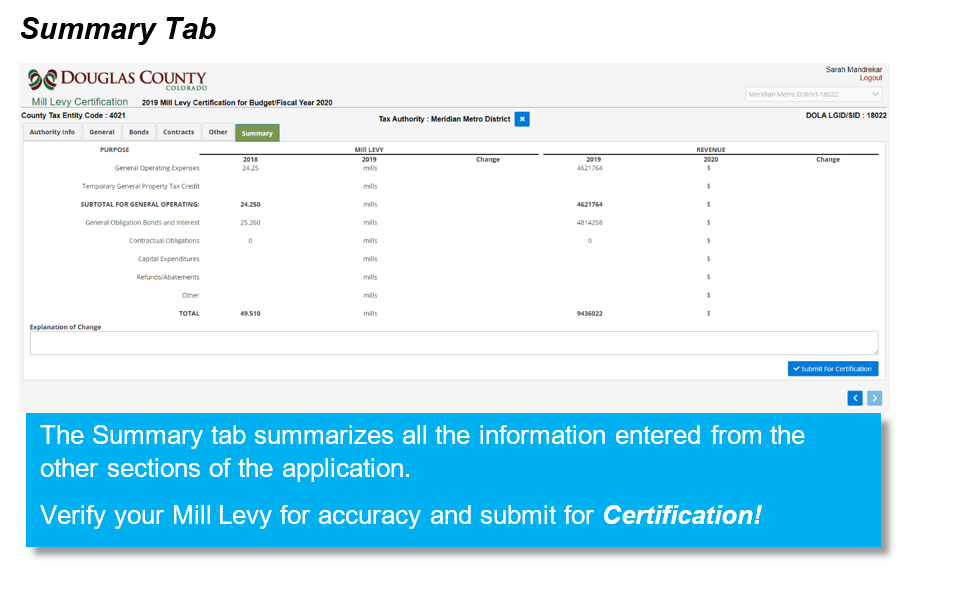 Summary Tab
DOUGLAS COUNTY
COLORADO
Sarah Mandrekar
Logout
Mill Levy Certification 2019 Mill Levy Certification for Budget/Fiscal Year 2020
Meridian Metro District-18022
County Tax Entity Code : 4021 Tax Authority : Meridian Metro District DOLA LGID/SID : 18022
Authority Info General Bonds Contracts Other Summary
PURPOSE Mill LEVY REVENUE
2018 2019 Change 2019 2020 Change
General Operating Expenses 24.25 mills 4621764 $
Temporary General Property Tax Credit mills $
SUBTOTAL FOR GENERAL OPERATING: 24.250 mills 4621764 $
General Obligation Bonds and Interest 25.260 mills 4814258 $
Contractual Obligations 0 mills 0 $
Capital Expenditures mills $
Refunds/Abatements mills $
Other mills $
TOTAL 49.510 mills 9436022 $
Explanation of Change
Submit For Certification
The Summary tab summarizes all the information entered from the
other sections of the application.
Verify your Mill Levy for accuracy and submit for Certification!